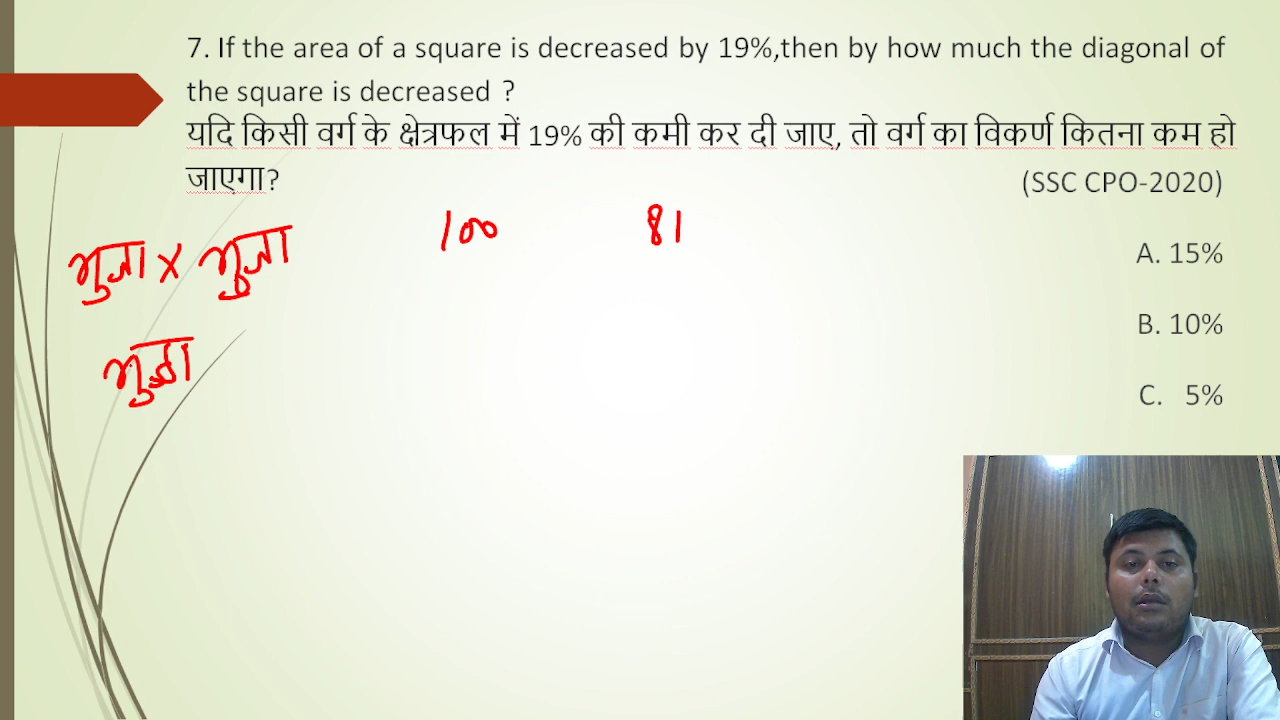 7. If the area of a square is decreased by 19%,then by how much the diagonal of
the square is decreased ?
यदि किसी वर्ग के क्षेत्रफल में 19% की कमी कर दी जाए, तो वर्ग का विकर्ण कितना कम हो
जाएगा? (SSC CPO-2020)
100 81
भुजा x भुजा
A. 15%
B. 10%
भुजा
C. 5%